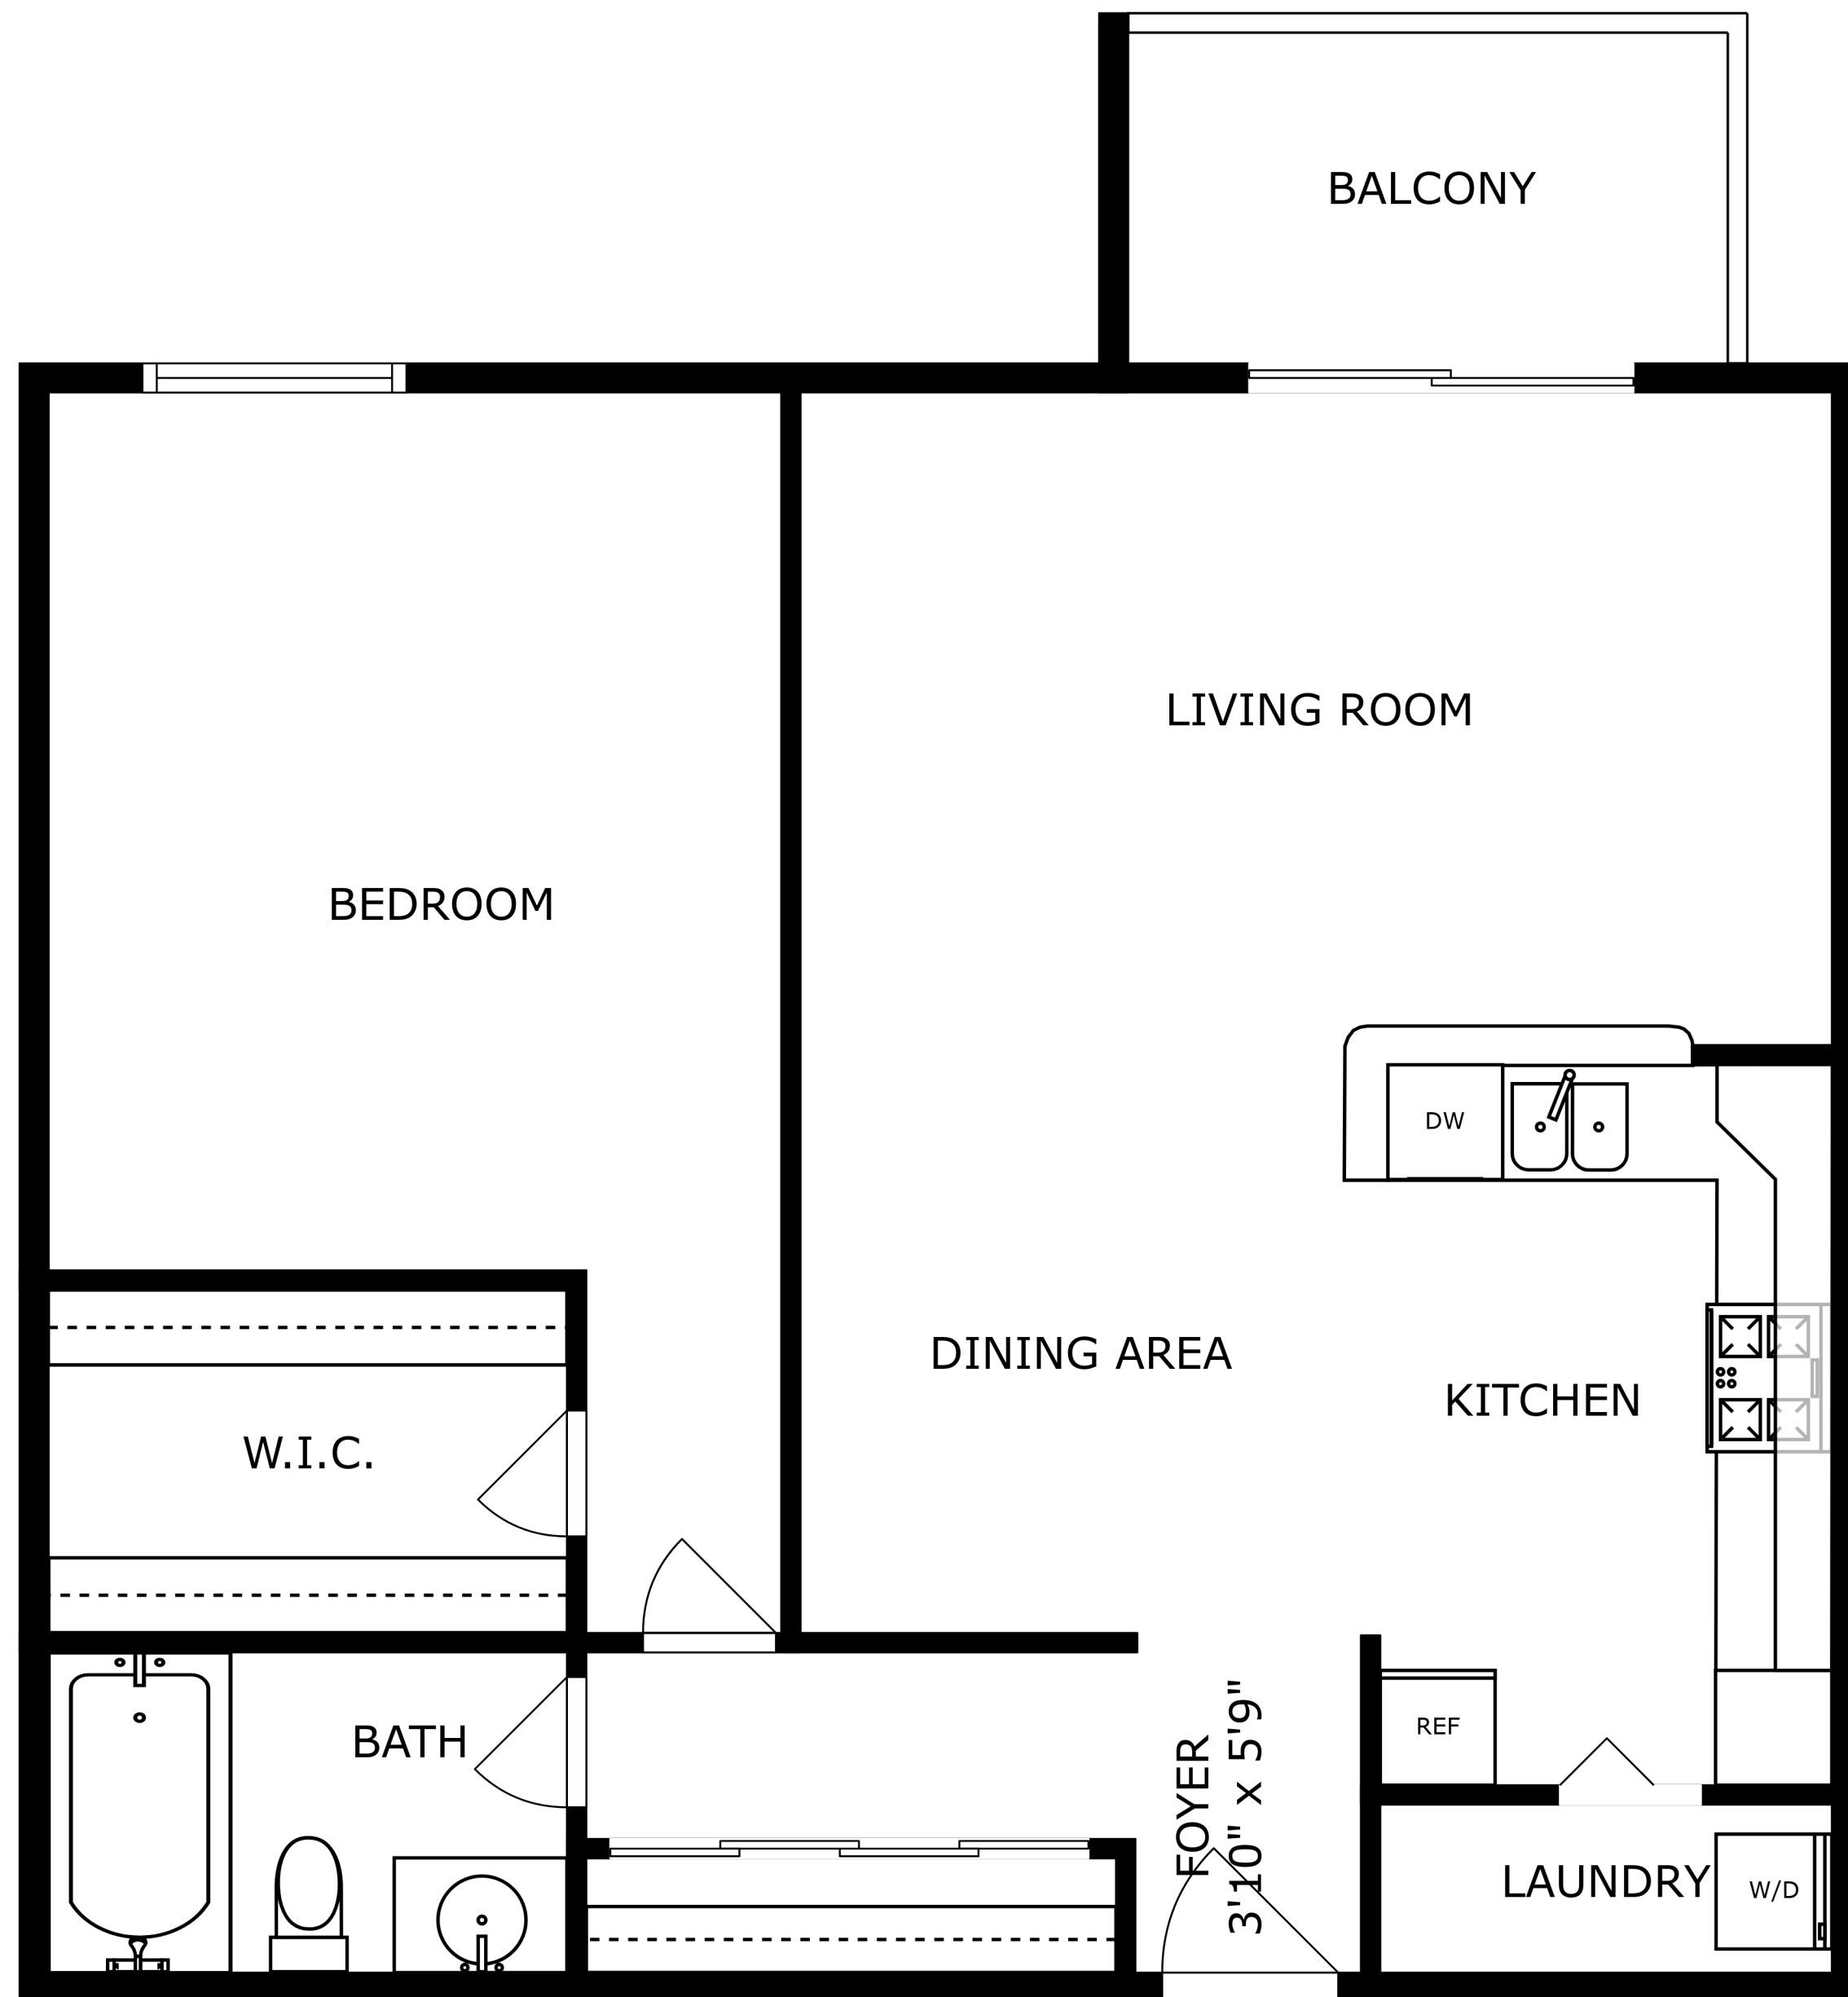 BALCONY
LIVING ROOM
BEDROOM
DW
DINING AREA
KITCHEN
W.I.C.
REF
BATH
FOYER
3'10" x 5'9"
LAUNDRY
W/D